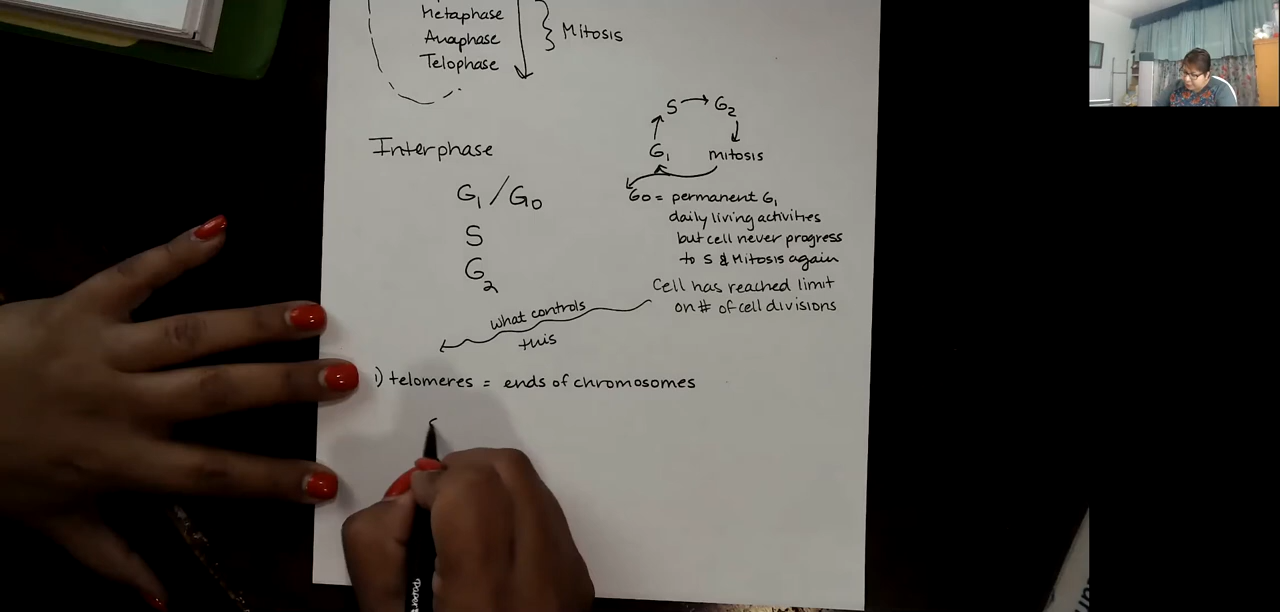 Metaphase
Anaphase
Telophase
Mitosis
S → G2
G1 mitosis
Interphase
G1 / G0
S
G2
G0 = permanent G1
daily living activities
but cell never progress
to S & Mitosis again
Cell has reached limit
on # of cell divisions
what controls
this
1) telomeres = ends of chromosomes